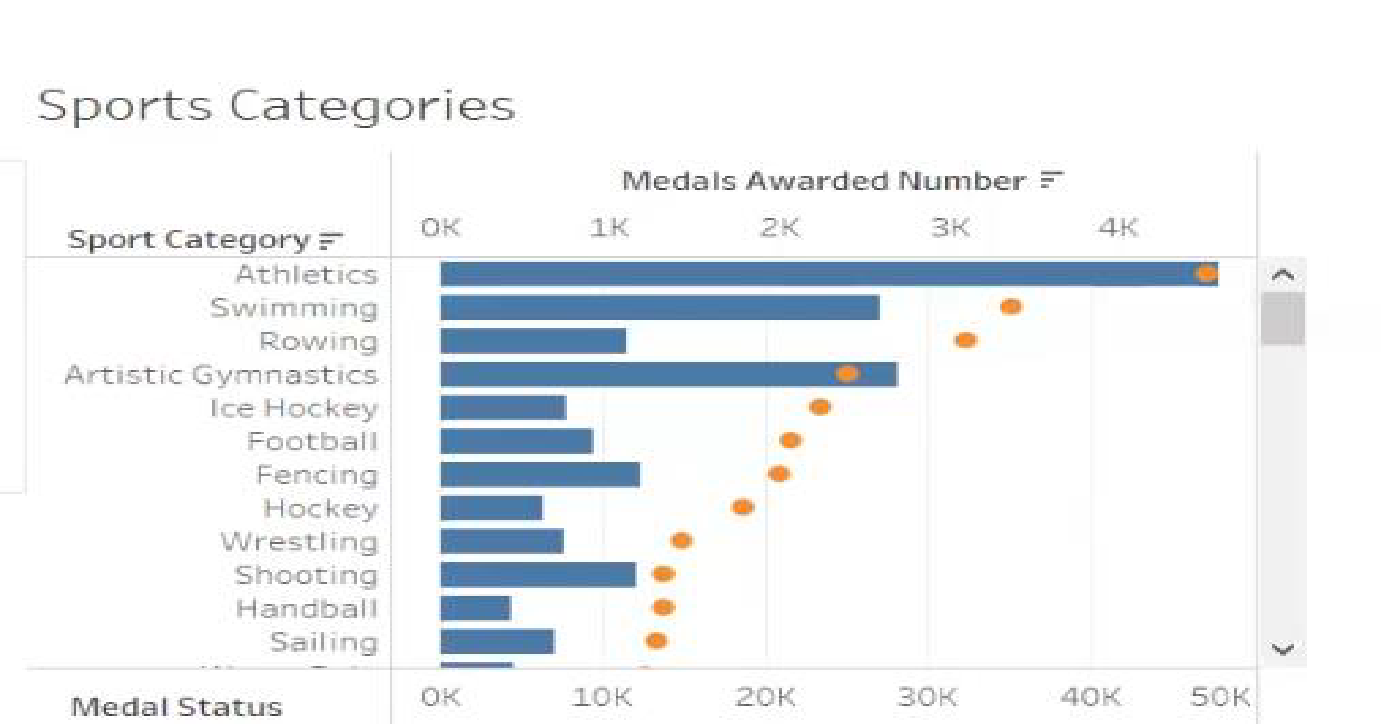 Sports Categories
Medals Awarded Number
0K 1K 2K 3K 4K
Sport Category
Athletics
Swimming
Rowing
Artistic Gymnastics
Ice Hockey
Football
Fencing
Hockey
Wrestling
Shooting
Handball
Sailing
0K 10K 20K 30K 40K 50K
Medal Status